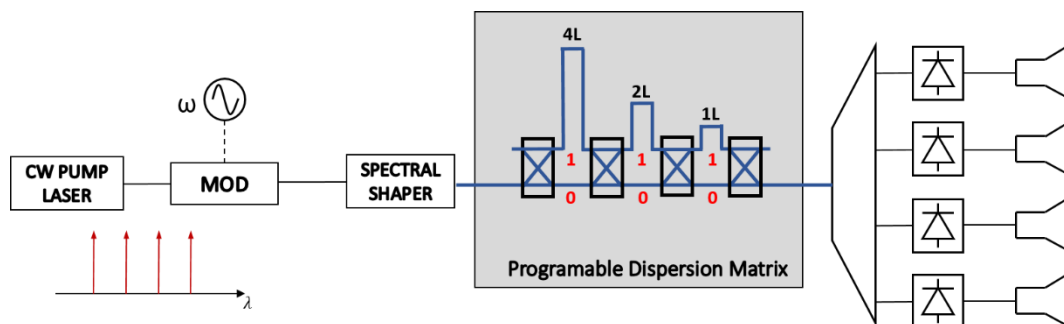 ω
CW PUMP
LASER
MOD
SPECTRAL
SHAPER
λ
4L
2L
1L
1 1 1
0 0 0
Programable Dispersion Matrix